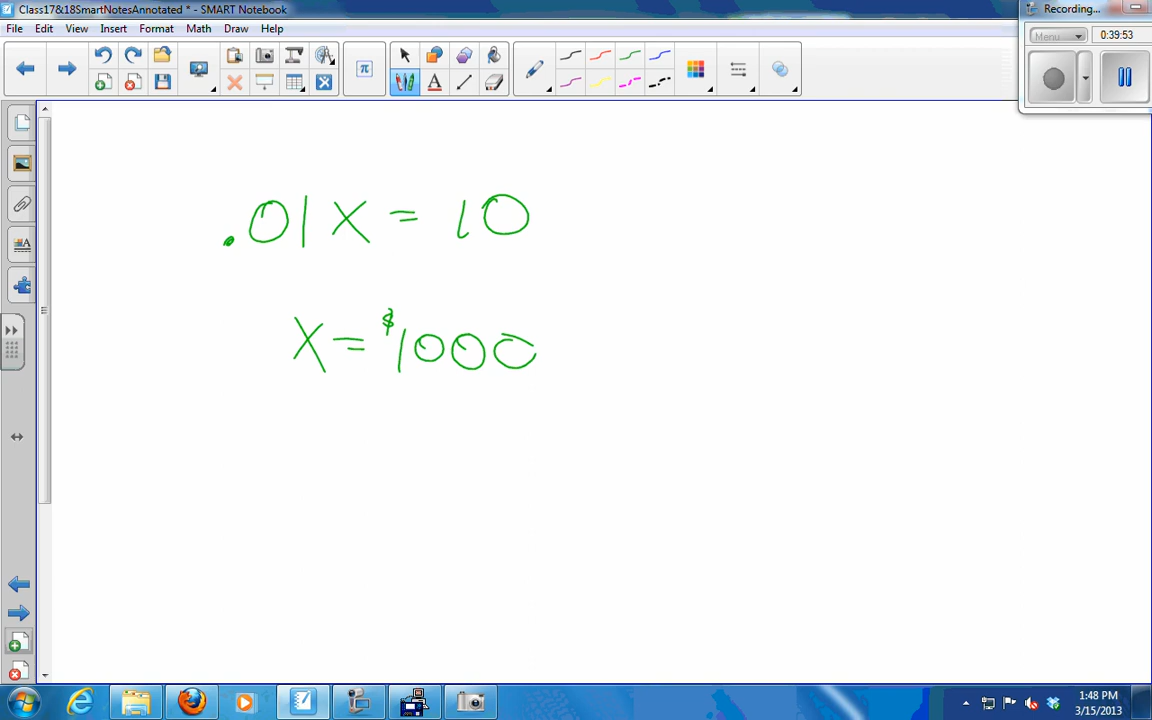 Class17&18SmartNotesAnnotated * - SMART Notebook
Recording...
File Edit View Insert Format Math Draw Help
Menu
0:39:53
π
A
.01X = 10
X = $1000
1:48 PM
3/15/2013